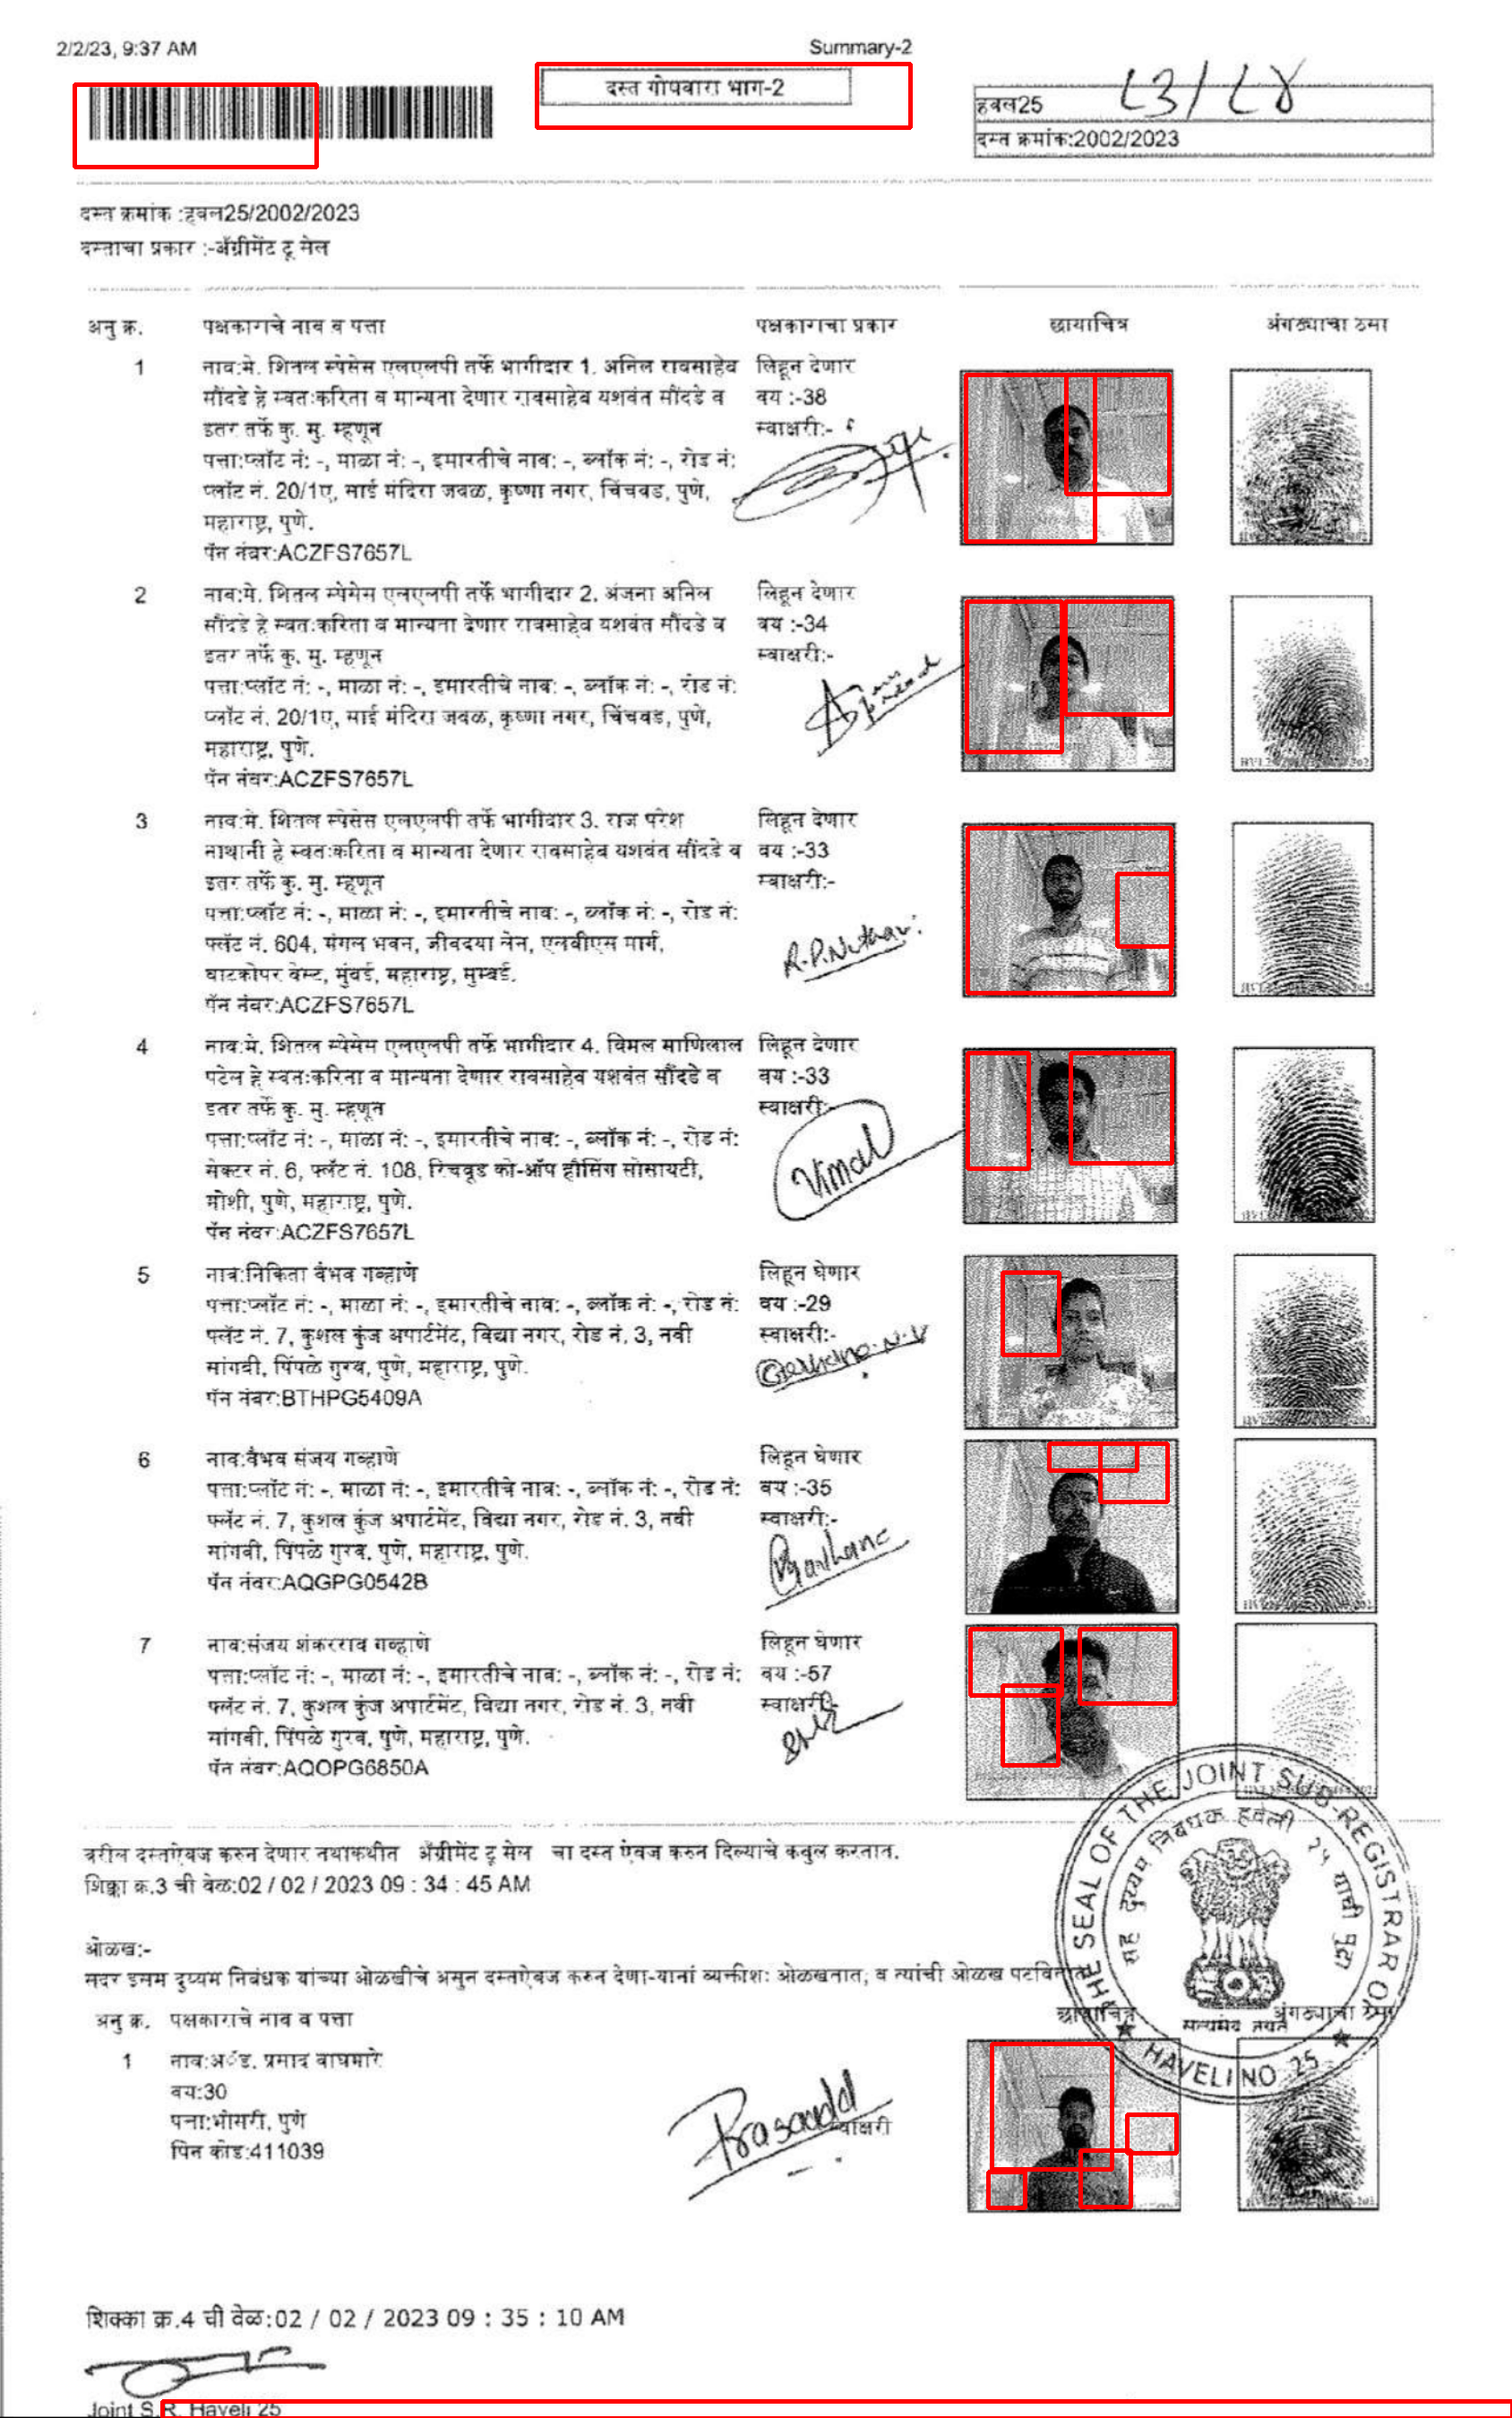 2/2/23, 9:37 AM
Summary-2
दस्त गोषवारा भाग-2
हवल25
दस्त क्रमांक:2002/2023
दस्त क्रमांक :हवल25/2002/2023
दस्ताचा प्रकार :-अॅग्रीमेंट टू सेल
अनु क्र. पक्षकाराचे नाव व पत्ता पक्षकाराचा प्रकार छायाचित्र अंगठ्याचा ठसा
1 नाव:मे. शितल स्पेसेस एलएलपी तर्फे भागीदार 1. अनिल रावसाहेब लिहून देणार
सौंदडे हे स्वत:करिता व मान्यता देणार रावसाहेब यशवंत सौंदडे व वय :-38
इतर तर्फे कु. मु. म्हणून स्वाक्षरी:-
पत्ता:प्लॉट नं: -, माळा नं: -, इमारतीचे नाव: -, ब्लॉक नं: -, रोड नं:
प्लॉट नं. 20/1ए, साई मंदिरा जवळ, कृष्णा नगर, चिंचवड, पुणे,
महाराष्ट्र, पुणे.
पॅन नंबर:ACZFS7657L
2 नाव:मे. शितल स्पेसेस एलएलपी तर्फे भागीदार 2. अंजना अनिल लिहून देणार
सौंदडे हे स्वत:करिता व मान्यता देणार रावसाहेब यशवंत सौंदडे व वय :-34
इतर तर्फे कु. मु. म्हणून स्वाक्षरी:-
पत्ता:प्लॉट नं: -, माळा नं: -, इमारतीचे नाव: -, ब्लॉक नं: -, रोड नं:
प्लॉट नं. 20/1ए, साई मंदिरा जवळ, कृष्णा नगर, चिंचवड, पुणे,
महाराष्ट्र, पुणे.
पॅन नंबर:ACZFS7657L
3 नाव:मे. शितल स्पेसेस एलएलपी तर्फे भागीदार 3. राज परेश लिहून देणार
नाथानी हे स्वत:करिता व मान्यता देणार रावसाहेब यशवंत सौंदडे व वय :-33
इतर तर्फे कु. मु. म्हणून स्वाक्षरी:-
पत्ता:प्लॉट नं: -, माळा नं: -, इमारतीचे नाव: -, ब्लॉक नं: -, रोड नं:
फ्लॅट नं. 604, मंगल भवन, जीवदया लेन, एलबीएस मार्ग,
घाटकोपर वेस्ट, मुंबई, महाराष्ट्र, मुम्बई.
पॅन नंबर:ACZFS7657L
R.P.Nathani
4 नाव:मे. शितल स्पेसेस एलएलपी तर्फे भागीदार 4. विमल माणिलाल लिहून देणार
पटेल हे स्वत:करिता व मान्यता देणार रावसाहेब यशवंत सौंदडे व वय :-33
इतर तर्फे कु. मु. म्हणून स्वाक्षरी:-
पत्ता:प्लॉट नं: -, माळा नं: -, इमारतीचे नाव: -, ब्लॉक नं: -, रोड नं:
सेक्टर नं. 6, फ्लॅट नं. 108, रिचवूड को-ऑप हौसिंग सोसायटी,
मोशी, पुणे, महाराष्ट्र, पुणे.
पॅन नंबर:ACZFS7657L
Vimal
5 नाव:निकिता वैभव गव्हाणे लिहून घेणार
पत्ता:प्लॉट नं: -, माळा नं: -, इमारतीचे नाव: -, ब्लॉक नं: -, रोड नं: वय :-29
फ्लॅट नं. 7, कुशल कुंज अपार्टमेंट, विद्या नगर, रोड नं. 3, नवी स्वाक्षरी:-
सांगवी, पिंपळे गुरव, पुणे, महाराष्ट्र, पुणे.
पॅन नंबर:BTHPG5409A
6 नाव:वैभव संजय गव्हाणे लिहून घेणार
पत्ता:प्लॉट नं: -, माळा नं: -, इमारतीचे नाव: -, ब्लॉक नं: -, रोड नं: वय :-35
फ्लॅट नं. 7, कुशल कुंज अपार्टमेंट, विद्या नगर, रोड नं. 3, नवी स्वाक्षरी:-
सांगवी, पिंपळे गुरव, पुणे, महाराष्ट्र, पुणे.
पॅन नंबर:AQGPG0542B
7 नाव:संजय शंकरराव गव्हाणे लिहून घेणार
पत्ता:प्लॉट नं: -, माळा नं: -, इमारतीचे नाव: -, ब्लॉक नं: -, रोड नं: वय :-57
फ्लॅट नं. 7, कुशल कुंज अपार्टमेंट, विद्या नगर, रोड नं. 3, नवी स्वाक्षरी:-
सांगवी, पिंपळे गुरव, पुणे, महाराष्ट्र, पुणे.
पॅन नंबर:AQOPG6850A
THE SEAL OF THE JOINT SUB REGISTRAR O.
सह दुय्यम निबंधक हवेली २५ यांची मुद्रा
सत्यमेव जयते
HAVELI NO 25
वरील दस्तऐवज करुन देणार तथाकथीत अॅग्रीमेंट टू सेल चा दस्त ऐवज करुन दिल्याचे कबुल करतात.
शिक्का क्र.3 ची वेळ:02 / 02 / 2023 09 : 34 : 45 AM
ओळख:-
सदर इसम दुय्यम निबंधक यांच्या ओळखीचे असुन दस्तऐवज करुन देणा-यानां व्यक्तीश: ओळखतात, व त्यांची ओळख पटवितात
अनु क्र. पक्षकाराचे नाव व पत्ता छायाचित्र अंगठ्याचा ठसा
1 नाव:अॅड. प्रसाद वाघमारे
वय:30
पत्ता:भोसरी, पुणे
पिन कोड:411039
स्वाक्षरी
शिक्का क्र.4 ची वेळ:02 / 02 / 2023 09 : 35 : 10 AM
Joint S.R. Haveli 25